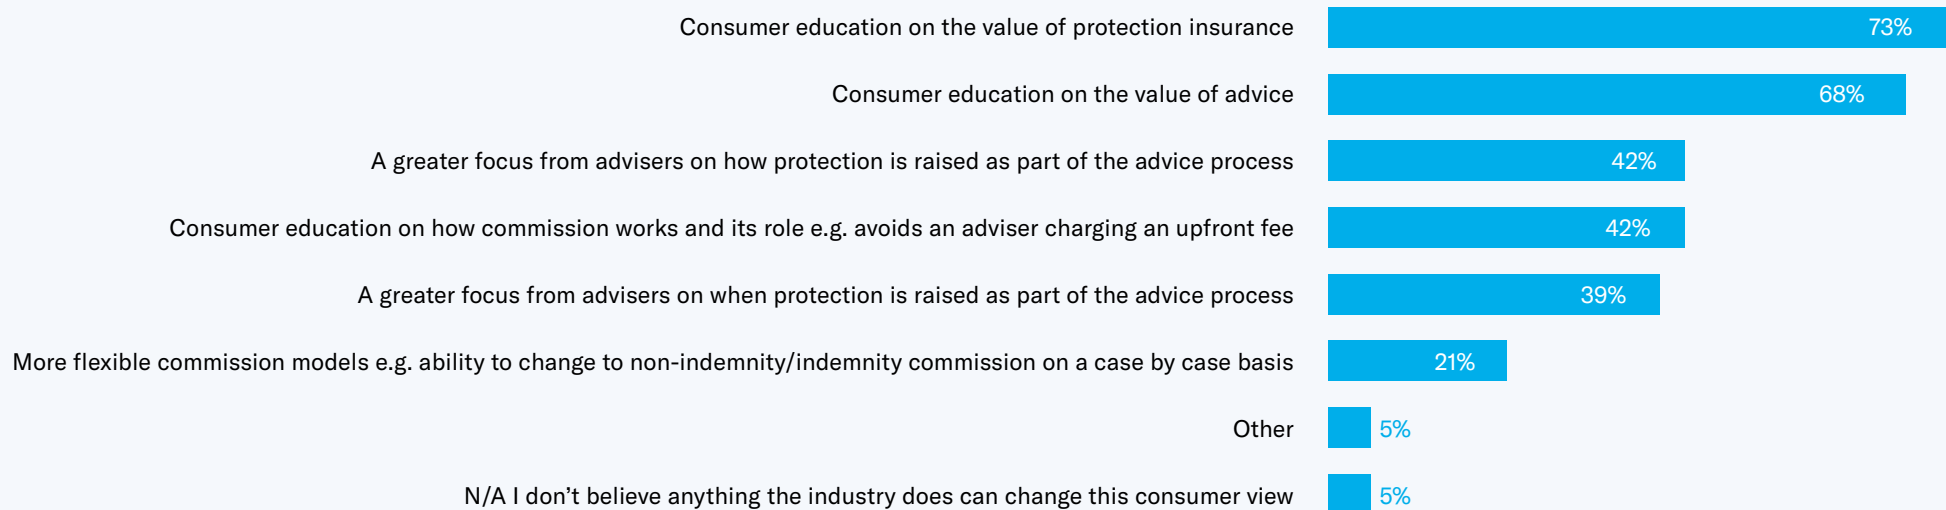 Consumer education on the value of protection insurance 73%
Consumer education on the value of advice 68%
A greater focus from advisers on how protection is raised as part of the advice process 42%
Consumer education on how commission works and its role e.g. avoids an adviser charging an upfront fee 42%
A greater focus from advisers on when protection is raised as part of the advice process 39%
More flexible commission models e.g. ability to change to non-indemnity/indemnity commission on a case by case basis 21%
Other 5%
N/A I don’t believe anything the industry does can change this consumer view 5%